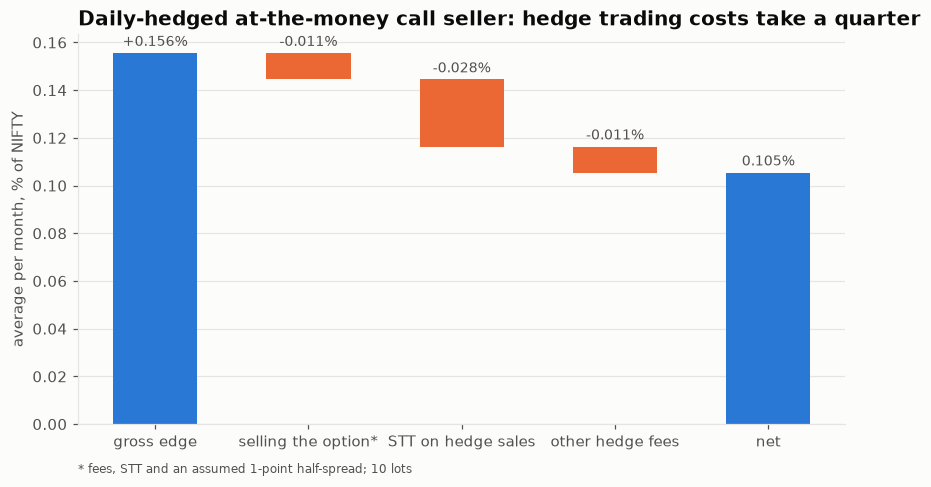 Daily-hedged at-the-money call seller: hedge trading costs take a quarter
average per month, % of NIFTY
0.16
0.14
0.12
0.10
0.08
0.06
0.04
0.02
0.00
+0.156%
-0.011%
-0.028%
-0.011%
0.105%
gross edge
selling the option*
STT on hedge sales
other hedge fees
net
* fees, STT and an assumed 1-point half-spread; 10 lots